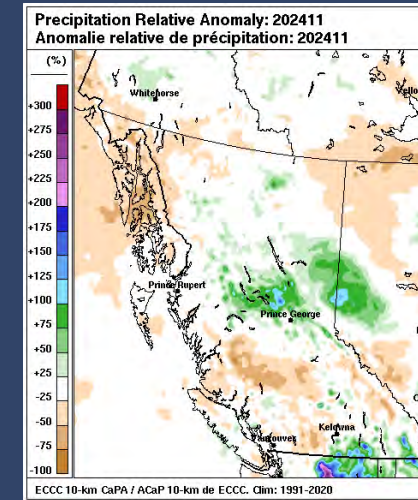 Precipitation Relative Anomaly: 202411
Anomalie relative de précipitation: 202411
(%)
+300
+275
+250
+225
+200
+175
+150
+125
+100
+75
+50
+25
-25
-50
-75
-100
Whitehorse
Yello
Prince Rupert
Prince George
Kelowna
Vancouver
ECCC 10-km CaPA / ACaP 10-km de ECCC. Clim: 1991-2020